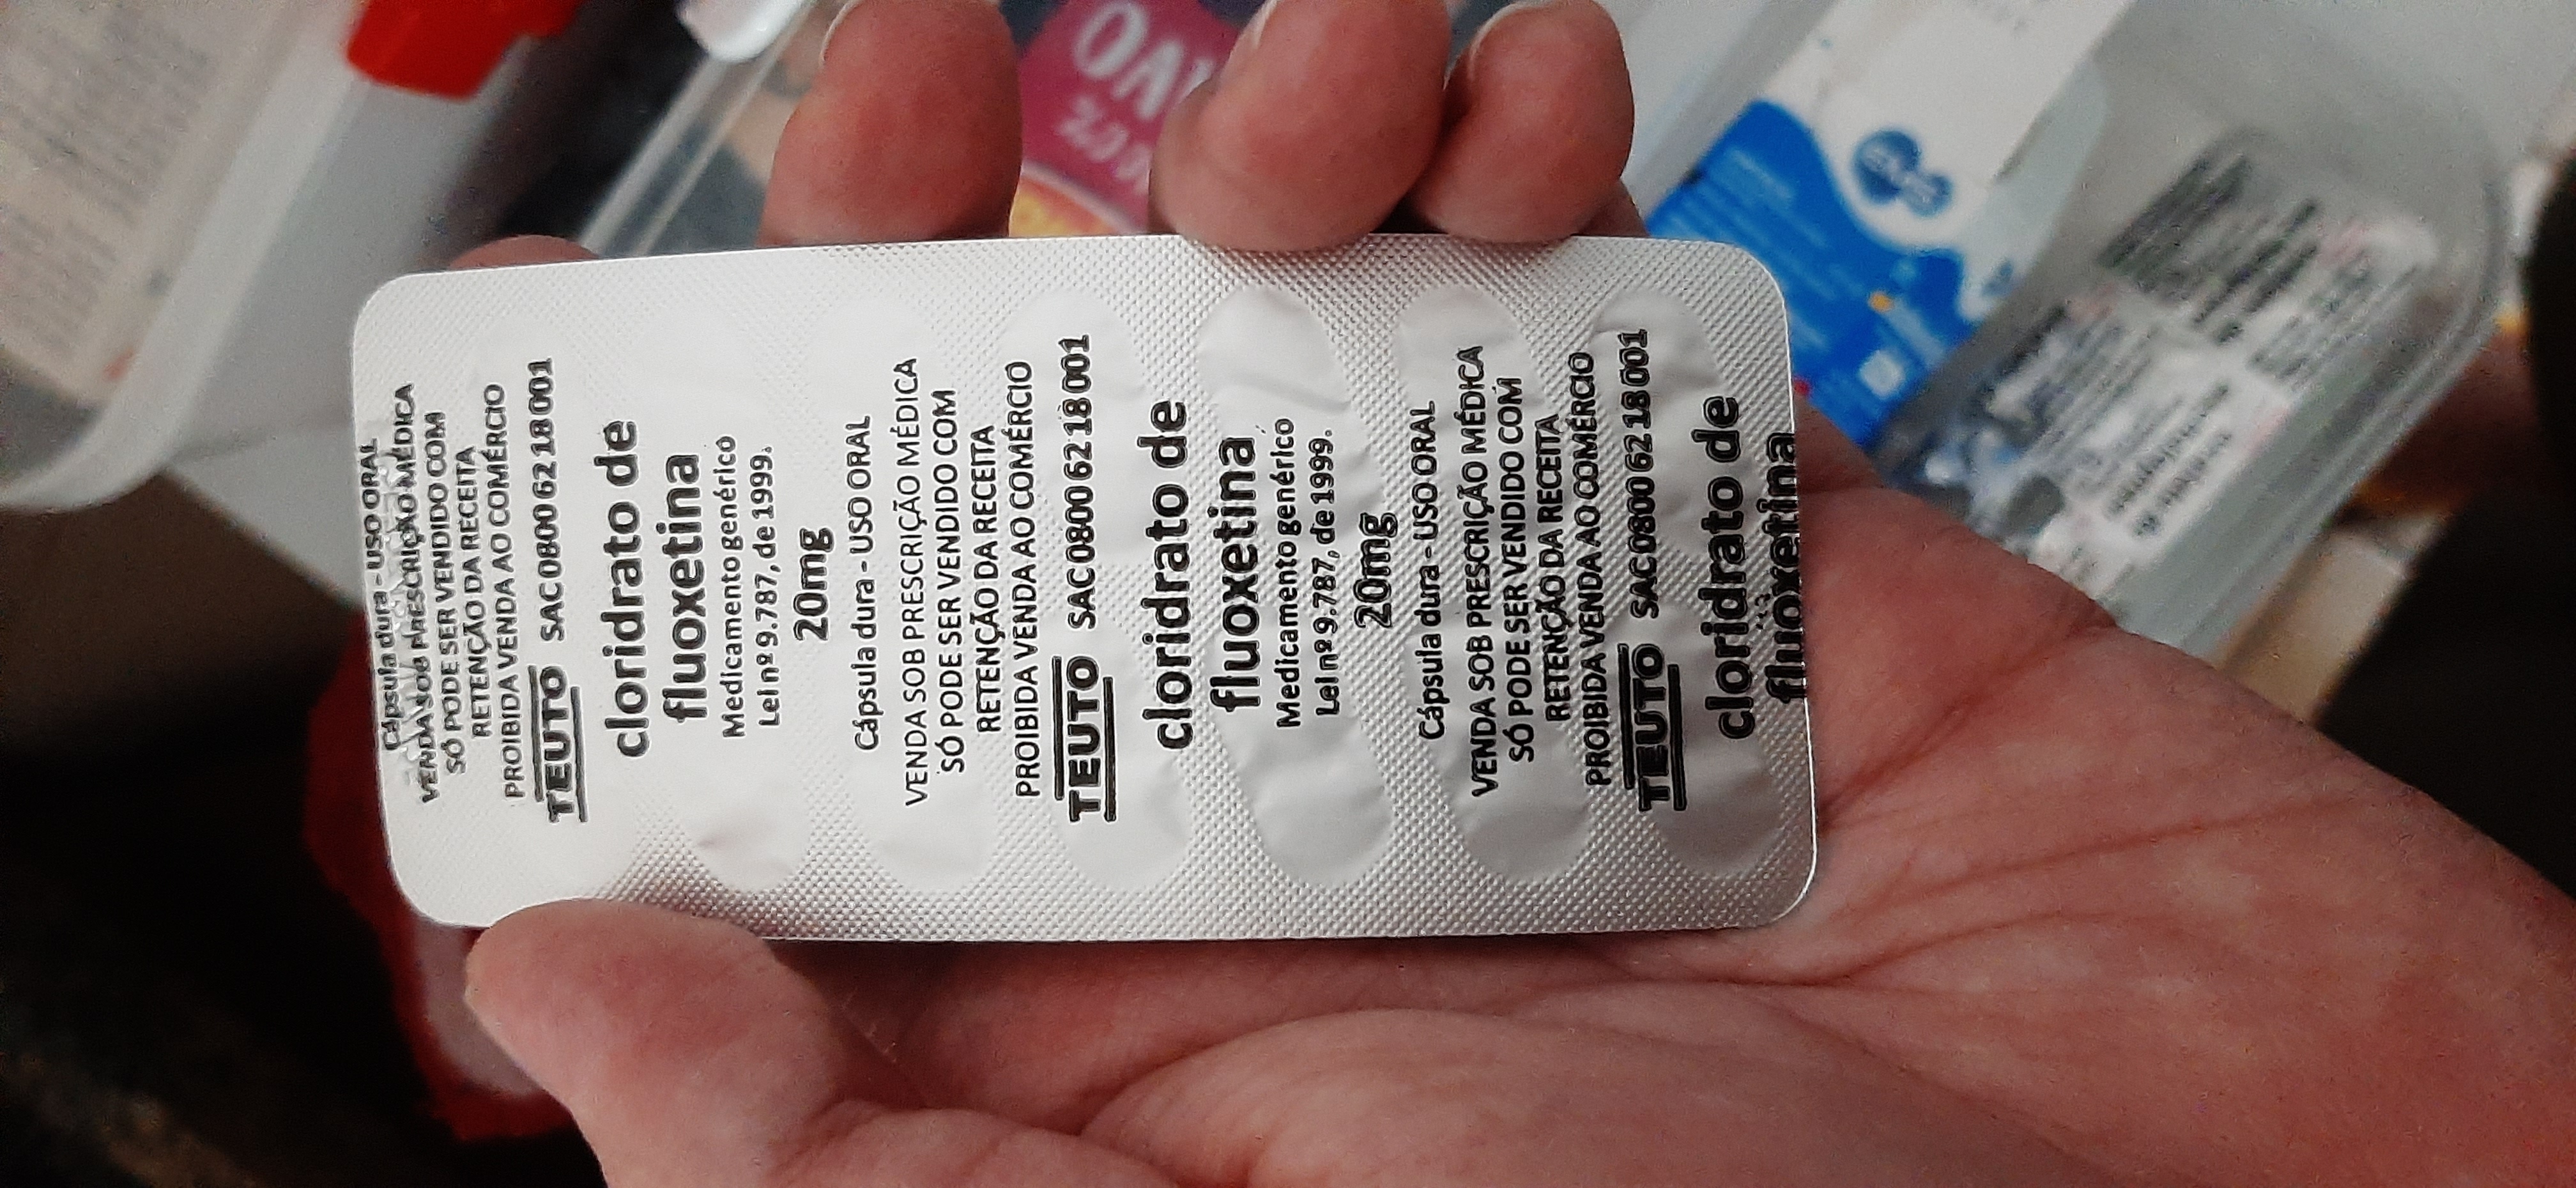 Cápsula dura - USO ORAL
VENDA SOB PRESCRIÇÃO MÉDICA
SÓ PODE SER VENDIDO COM
RETENÇÃO DA RECEITA
PROIBIDA VENDA AO COMÉRCIO
TEUTO SAC 0800 62 18 001
cloridrato de
fluoxetina
Medicamento genérico
Lei nº 9.787, de 1999.
20mg
Cápsula dura - USO ORAL
VENDA SOB PRESCRIÇÃO MÉDICA
SÓ PODE SER VENDIDO COM
RETENÇÃO DA RECEITA
PROIBIDA VENDA AO COMÉRCIO
TEUTO SAC 0800 62 18 001
cloridrato de
fluoxetina
Medicamento genérico
Lei nº 9.787, de 1999.
20mg
Cápsula dura - USO ORAL
VENDA SOB PRESCRIÇÃO MÉDICA
SÓ PODE SER VENDIDO COM
RETENÇÃO DA RECEITA
PROIBIDA VENDA AO COMÉRCIO
TEUTO SAC 0800 62 18 001
cloridrato de
fluoxetina